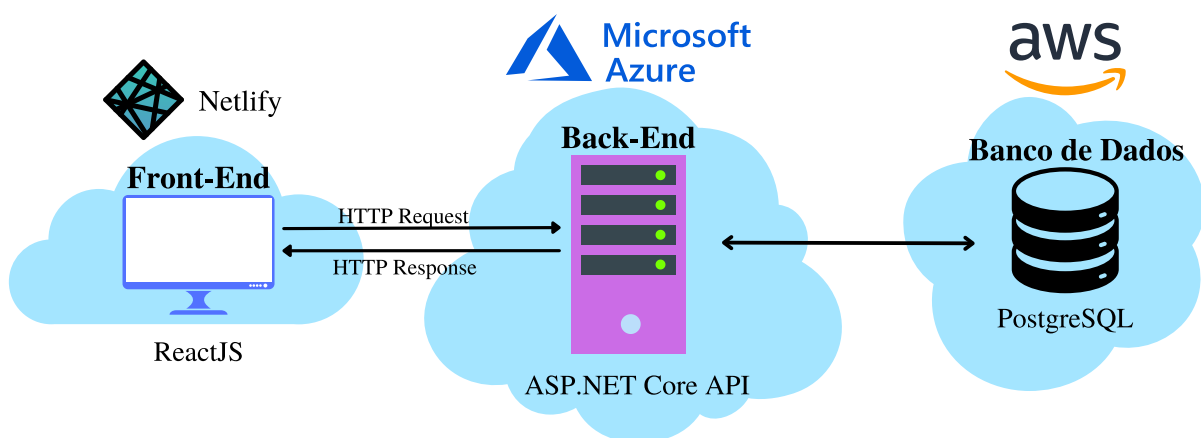 Netlify
Front-End
ReactJS
HTTP Request
HTTP Response
Microsoft
Azure
Back-End
ASP.NET Core API
aws
Banco de Dados
PostgreSQL